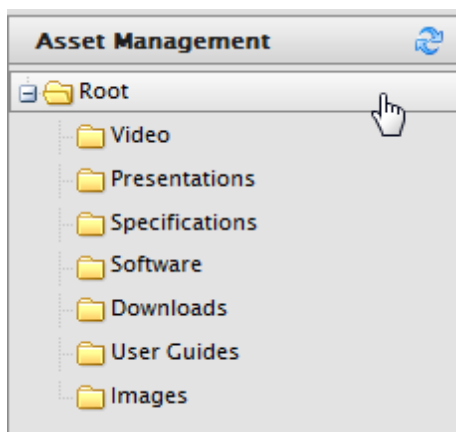 Asset Management
Root
Video
Presentations
Specifications
Software
Downloads
User Guides
Images